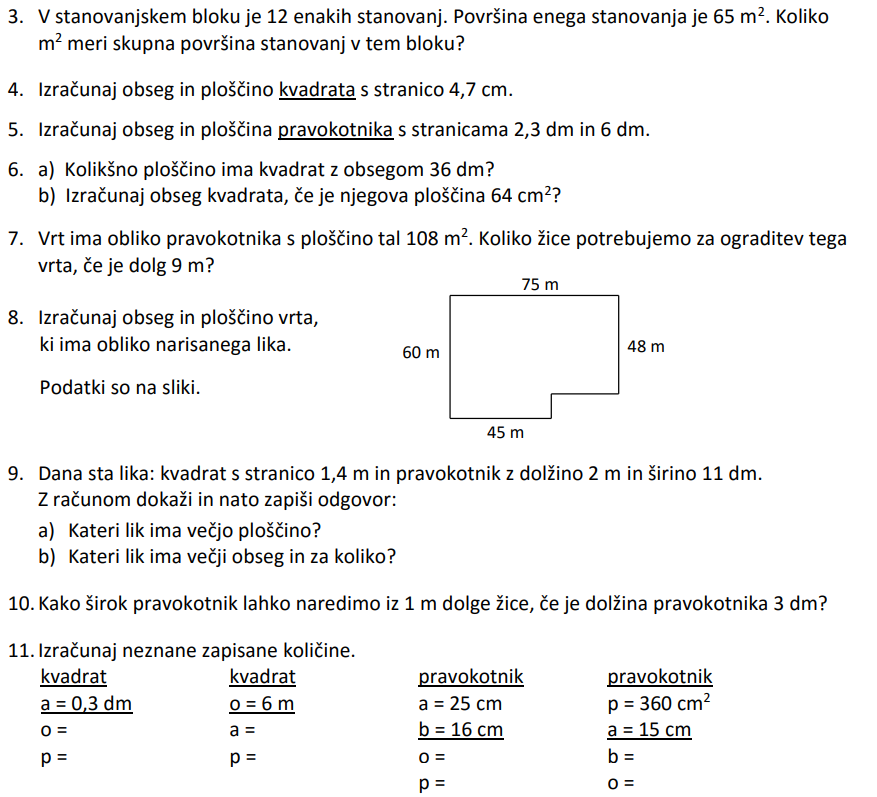 3. V stanovanjskem bloku je 12 enakih stanovanj. Površina enega stanovanja je 65 m². Koliko
m² meri skupna površina stanovanj v tem bloku?
4. Izračunaj obseg in ploščino kvadrata s stranico 4,7 cm.
5. Izračunaj obseg in ploščina pravokotnika s stranicama 2,3 dm in 6 dm.
6. a) Kolikšno ploščino ima kvadrat z obsegom 36 dm?
b) Izračunaj obseg kvadrata, če je njegova ploščina 64 cm²?
7. Vrt ima obliko pravokotnika s ploščino tal 108 m². Koliko žice potrebujemo za ograditev tega
vrta, če je dolg 9 m?
75 m
8. Izračunaj obseg in ploščino vrta,
ki ima obliko narisanega lika.
60 m
48 m
Podatki so na sliki.
45 m
9. Dana sta lika: kvadrat s stranico 1,4 m in pravokotnik z dolžino 2 m in širino 11 dm.
Z računom dokaži in nato zapiši odgovor:
a) Kateri lik ima večjo ploščino?
b) Kateri lik ima večji obseg in za koliko?
10. Kako širok pravokotnik lahko naredimo iz 1 m dolge žice, če je dolžina pravokotnika 3 dm?
11. Izračunaj neznane zapisane količine.
kvadrat kvadrat pravokotnik pravokotnik
a = 0,3 dm o = 6 m a = 25 cm p = 360 cm²
o = a = b = 16 cm a = 15 cm
p = p = o = b =
p = o =